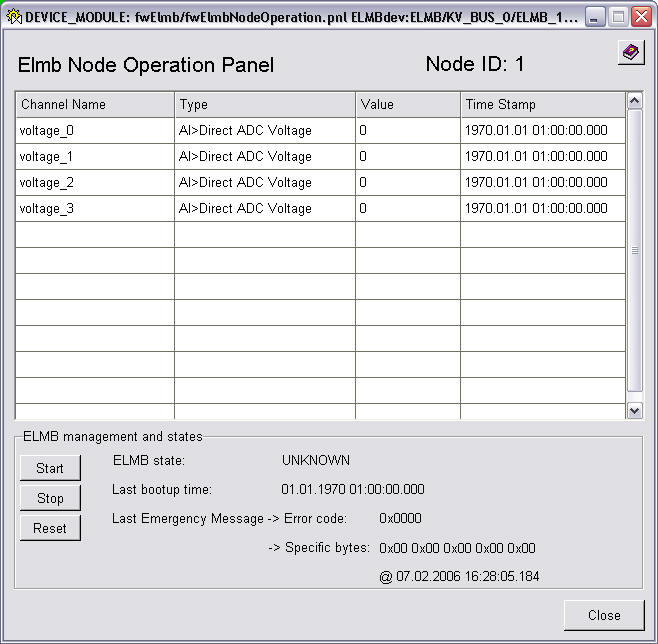 DEVICE_MODULE: fwElmb/fwElmbNodeOperation.pnl ELMBdev:ELMB/KV_BUS_0/ELMB_1...
Elmb Node Operation Panel Node ID: 1
Channel Name Type Value Time Stamp
voltage_0 AI>Direct ADC Voltage 0 1970.01.01 01:00:00.000
voltage_1 AI>Direct ADC Voltage 0 1970.01.01 01:00:00.000
voltage_2 AI>Direct ADC Voltage 0 1970.01.01 01:00:00.000
voltage_3 AI>Direct ADC Voltage 0 1970.01.01 01:00:00.000
ELMB management and states
Start ELMB state: UNKNOWN
Stop Last bootup time: 01.01.1970 01:00:00.000
Reset Last Emergency Message -> Error code: 0x0000
-> Specific bytes: 0x00 0x00 0x00 0x00 0x00
@ 07.02.2006 16:28:05.184
Close